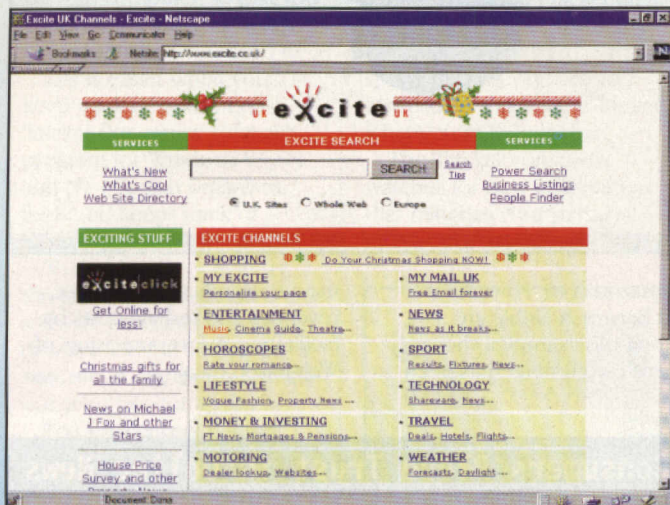 Excite UK Channels - Excite - Netscape
File Edit View Go Communicator Help
Bookmarks Netsite: http://www.excite.co.uk/
UK excite UK
SERVICES EXCITE SEARCH SERVICES
What's New
What's Cool
Web Site Directory
SEARCH
Search Tips
U.K. Sites Whole Web Europe
Power Search
Business Listings
People Finder
EXCITING STUFF
exciteclick
Get Online for
less!
Christmas gifts for
all the family
News on Michael
J Fox and other
Stars
House Price
Survey and other
Property News
EXCITE CHANNELS
• SHOPPING Do Your Christmas Shopping NOW!
• MY EXCITE
Personalise your page
• MY MAIL UK
Free Email forever
• ENTERTAINMENT
Music, Cinema Guide, Theatre...
• NEWS
News as it breaks...
• HOROSCOPES
Rate your romance...
• SPORT
Results, Fixtures, News...
• LIFESTYLE
Vogue Fashion, Property News...
• TECHNOLOGY
Shareware, News...
• MONEY & INVESTING
FT News, Mortgages & Pensions...
• TRAVEL
Deals, Hotels, Flights...
• MOTORING
Dealer lookup, Websites...
• WEATHER
Forecasts, Daylight...
Document: Done